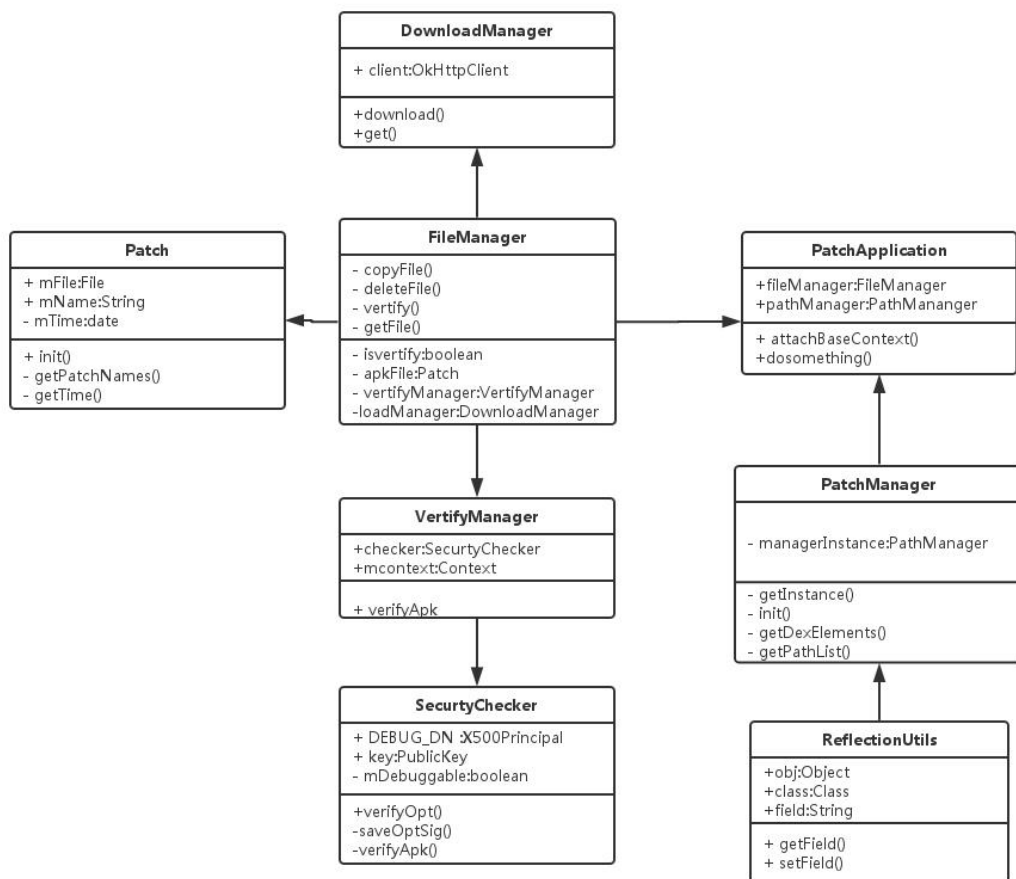 DownloadManager
+ client:OkHttpClient
+download()
+get()
Patch
+ mFile:File
+ mName:String
- mTime:date
+ init()
- getPatchNames()
- getTime()
FileManager
- copyFile()
- deleteFile()
- vertify()
- getFile()
- isvertify:boolean
- apkFile:Patch
- vertifyManager:VertifyManager
-loadManager:DownloadManager
PatchApplication
+fileManager:FileManager
+pathManager:PathMananger
+ attachBaseContext()
+dosomething()
VertifyManager
+checker:SecurtyChecker
+mcontext:Context
+ verifyApk
PatchManager
- managerInstance:PathManager
- getInstance()
- init()
- getDexElements()
- getPathList()
SecurtyChecker
+ DEBUG_DN :X500Principal
+ key:PublicKey
- mDebuggable:boolean
+verifyOpt()
-saveOptSig()
-verifyApk()
ReflectionUtils
+obj:Object
+class:Class
+field:String
+ getField()
+ setField()